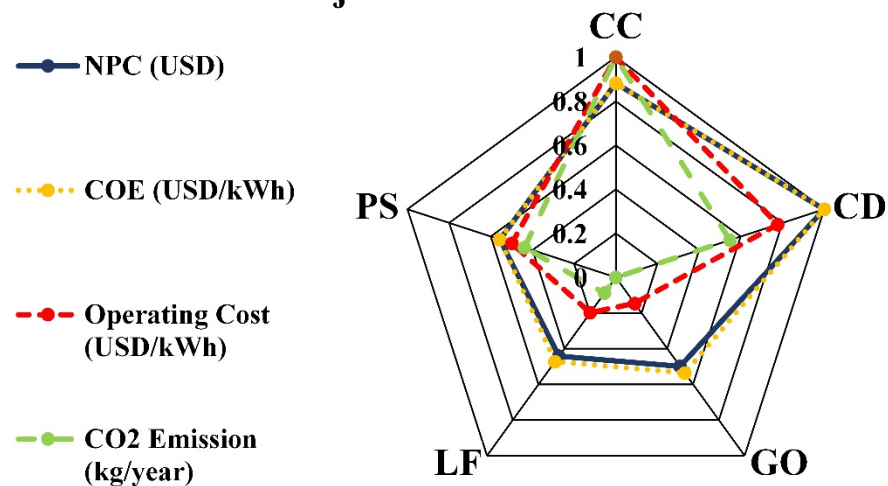 j
CC
NPC (USD)
1
0.8
0.6
0.4
0.2
0
COE (USD/kWh)
PS
CD
Operating Cost
(USD/kWh)
CO2 Emission
(kg/year)
LF
GO